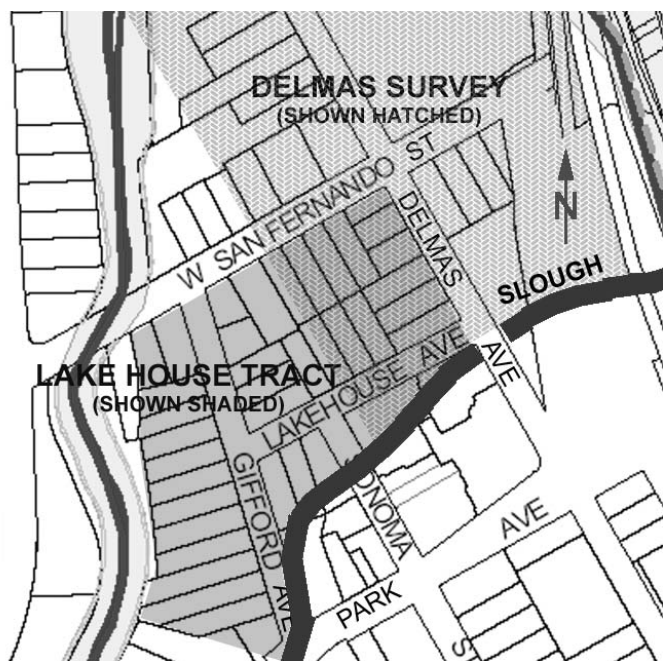 DELMAS SURVEY
(SHOWN HATCHED)
W SAN FERNANDO ST
DELMAS AVE
N
SLOUGH
LAKE HOUSE TRACT
(SHOWN SHADED)
LAKEHOUSE AVE
GIFFORD AVE
SONOMA
PARK AVE
S